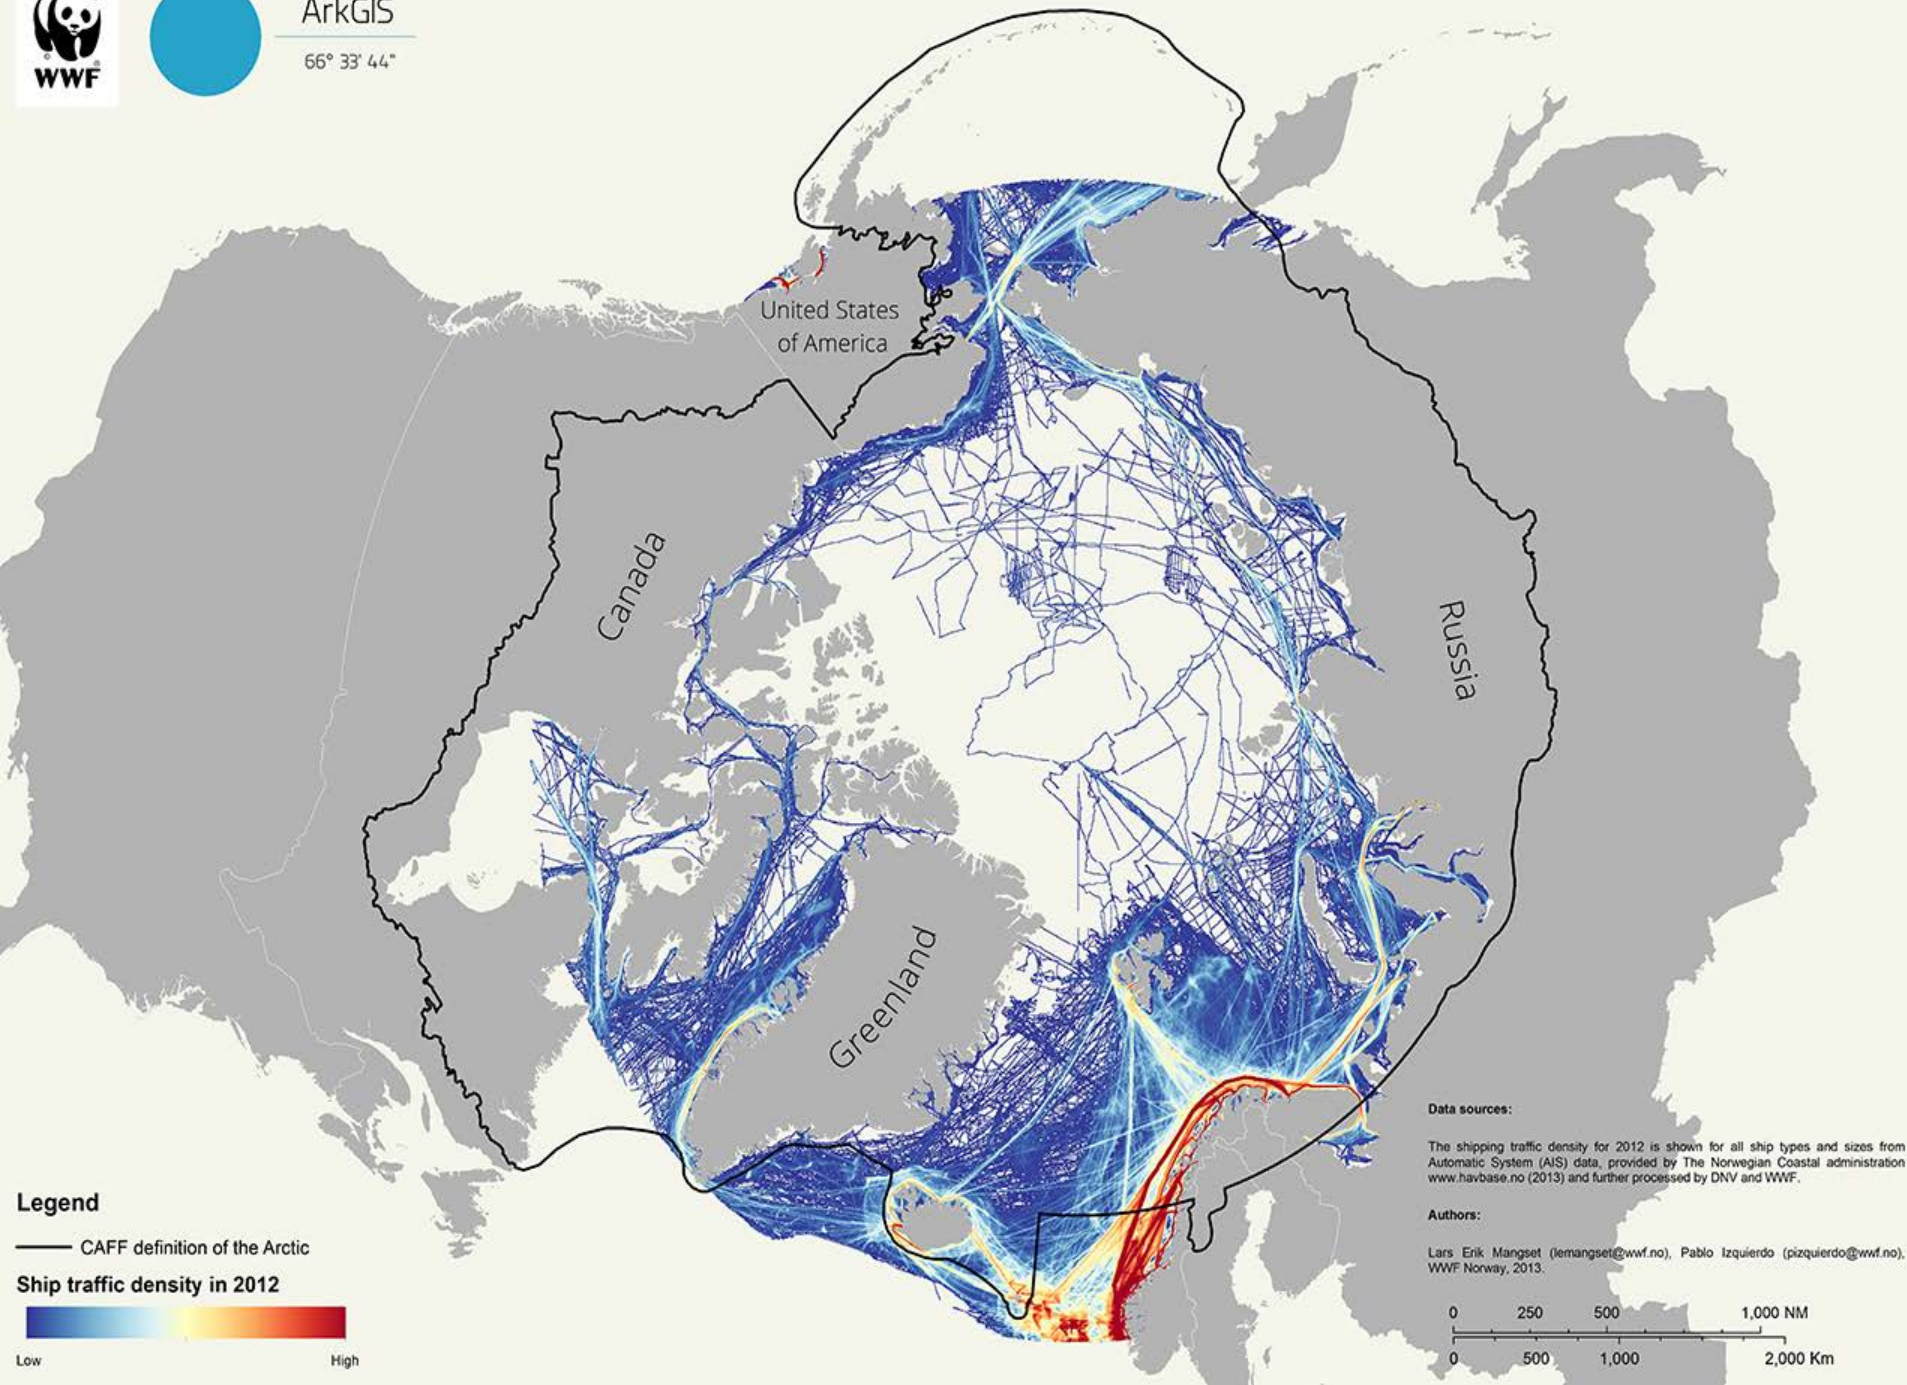 WWF
ArkGIS
66° 33' 44"
United States
of America
Canada
Russia
Greenland
Legend
CAFF definition of the Arctic
Ship traffic density in 2012
Low High
Data sources:
The shipping traffic density for 2012 is shown for all ship types and sizes from
Automatic System (AIS) data, provided by The Norwegian Coastal administration
www.havbase.no (2013) and further processed by DNV and WWF.
Authors:
Lars Erik Mangset (lemangset@wwf.no), Pablo Izquierdo (pizquierdo@wwf.no),
WWF Norway, 2013.
0 250 500 1,000 NM
0 500 1,000 2,000 Km